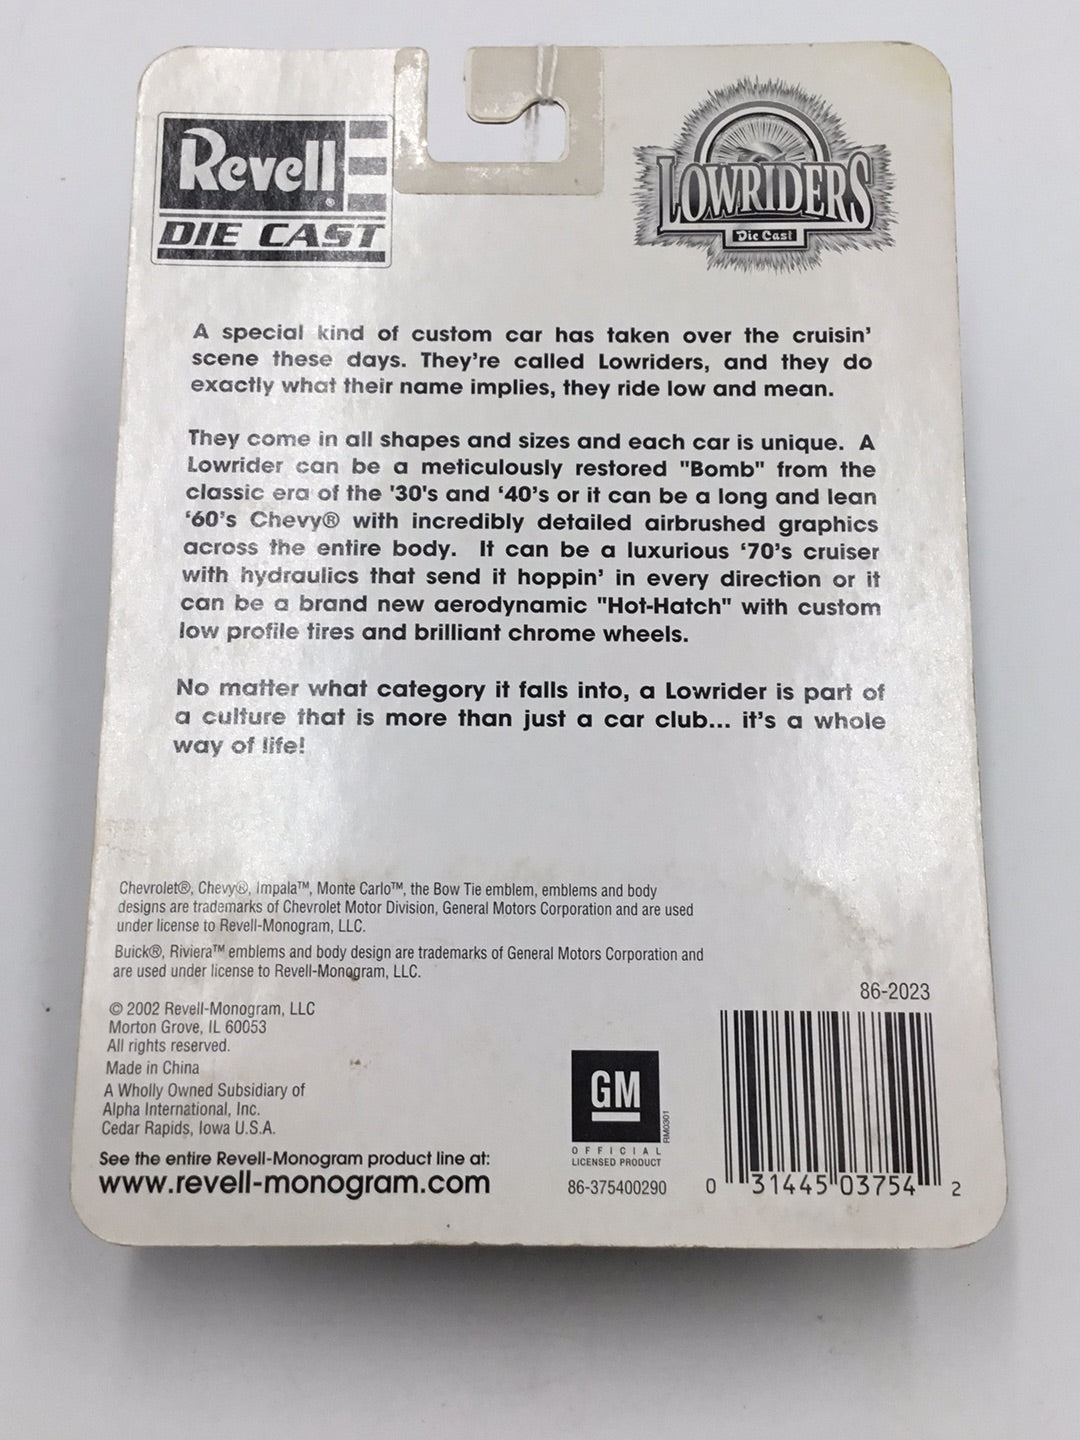 Revell®
DIE CAST
LOWRIDERS
Die Cast
A special kind of custom car has taken over the cruisin’
scene these days. They’re called Lowriders, and they do
exactly what their name implies, they ride low and mean.
They come in all shapes and sizes and each car is unique. A
Lowrider can be a meticulously restored "Bomb" from the
classic era of the '30's and ‘40’s or it can be a long and lean
‘60’s Chevy® with incredibly detailed airbrushed graphics
across the entire body. It can be a luxurious ‘70’s cruiser
with hydraulics that send it hoppin’ in every direction or it
can be a brand new aerodynamic "Hot-Hatch" with custom
low profile tires and brilliant chrome wheels.
No matter what category it falls into, a Lowrider is part of
a culture that is more than just a car club... it’s a whole
way of life!
Chevrolet®, Chevy®, Impala™, Monte Carlo™, the Bow Tie emblem, emblems and body
designs are trademarks of Chevrolet Motor Division, General Motors Corporation and are used
under license to Revell-Monogram, LLC.
Buick®, Riviera™ emblems and body design are trademarks of General Motors Corporation and
are used under license to Revell-Monogram, LLC.
© 2002 Revell-Monogram, LLC
Morton Grove, IL 60053
All rights reserved.
Made in China
A Wholly Owned Subsidiary of
Alpha International, Inc.
Cedar Rapids, Iowa U.S.A.
See the entire Revell-Monogram product line at:
www.revell-monogram.com
GM
RM0301
OFFICIAL
LICENSED PRODUCT
86-375400290
86-2023
0 31445 03754 2